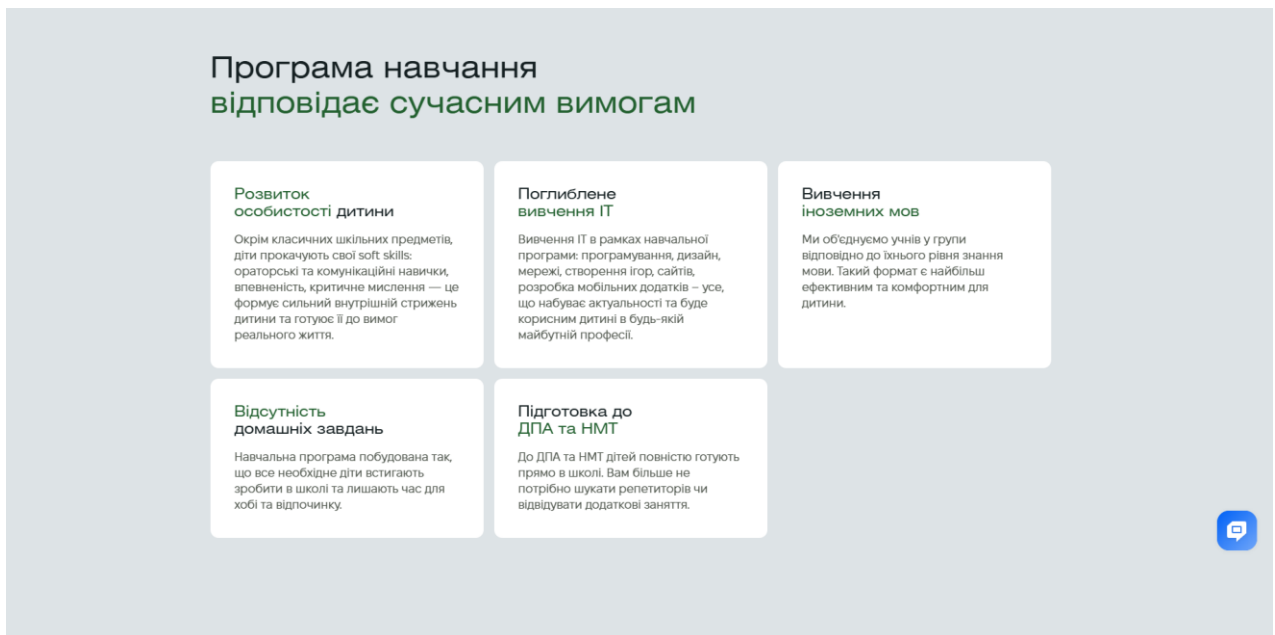 Програма навчання
відповідає сучасним вимогам
Розвиток
особистості дитини
Окрім класичних шкільних предметів,
діти прокачують свої soft skills:
ораторські та комунікаційні навички,
впевненість, критичне мислення — це
формує сильний внутрішній стрижень
дитини та готує її до вимог
реального життя.
Поглиблене
вивчення ІТ
Вивчення ІТ в рамках навчальної
програми: програмування, дизайн,
мережі, створення ігор, сайтів,
розробка мобільних додатків – усе,
що набуває актуальності та буде
корисним дитині в будь-якій
майбутній професії.
Вивчення
іноземних мов
Ми об'єднуємо учнів у групи
відповідно до їхнього рівня знання
мови. Такий формат є найбільш
ефективним та комфортним для
дитини.
Відсутність
домашніх завдань
Навчальна програма побудована так,
що все необхідне діти встигають
зробити в школі та лишають час для
хобі та відпочинку.
Підготовка до
ДПА та НМТ
До ДПА та НМТ дітей повністю готують
прямо в школі. Вам більше не
потрібно шукати репетиторів чи
відвідувати додаткові заняття.